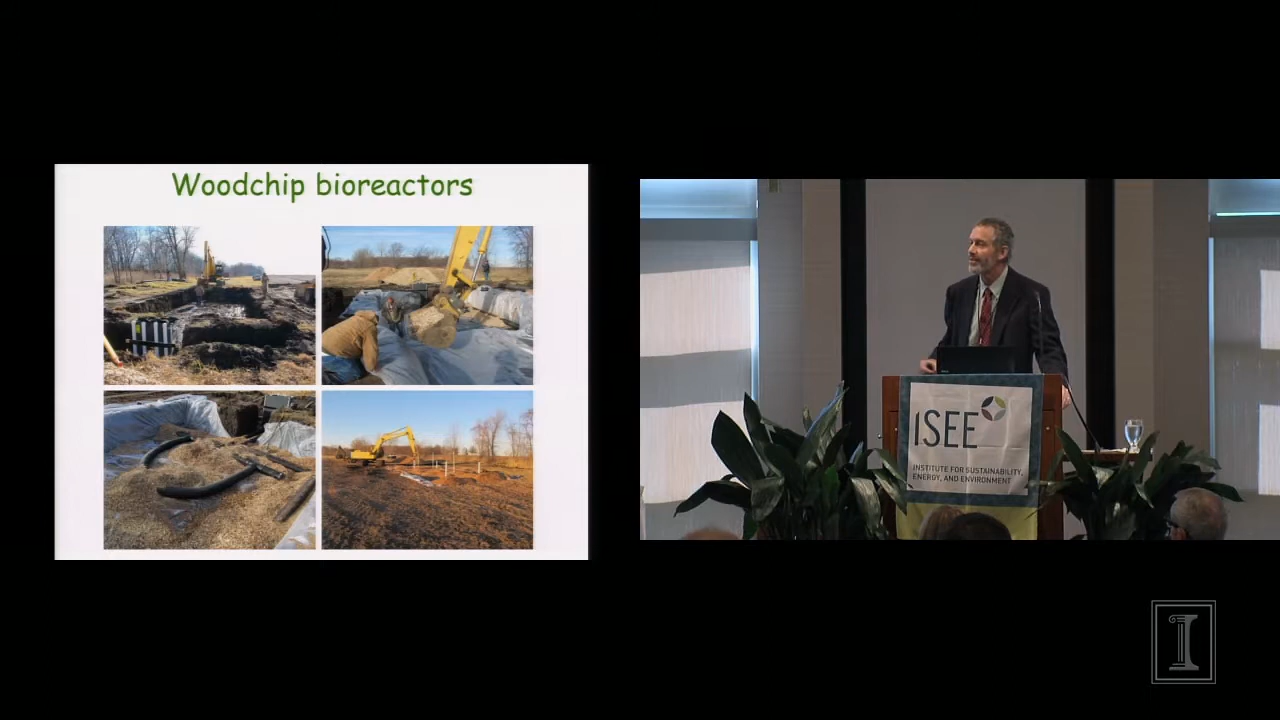 Woodchip bioreactors
ISEE
INSTITUTE FOR SUSTAINABILITY,
ENERGY, AND ENVIRONMENT
I